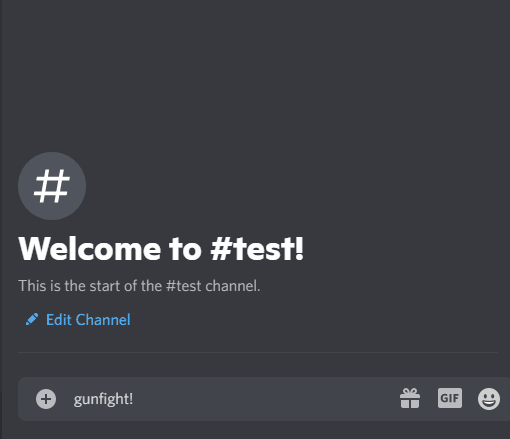 #
Welcome to #test!
This is the start of the #test channel.
Edit Channel
gunfight!
GIF